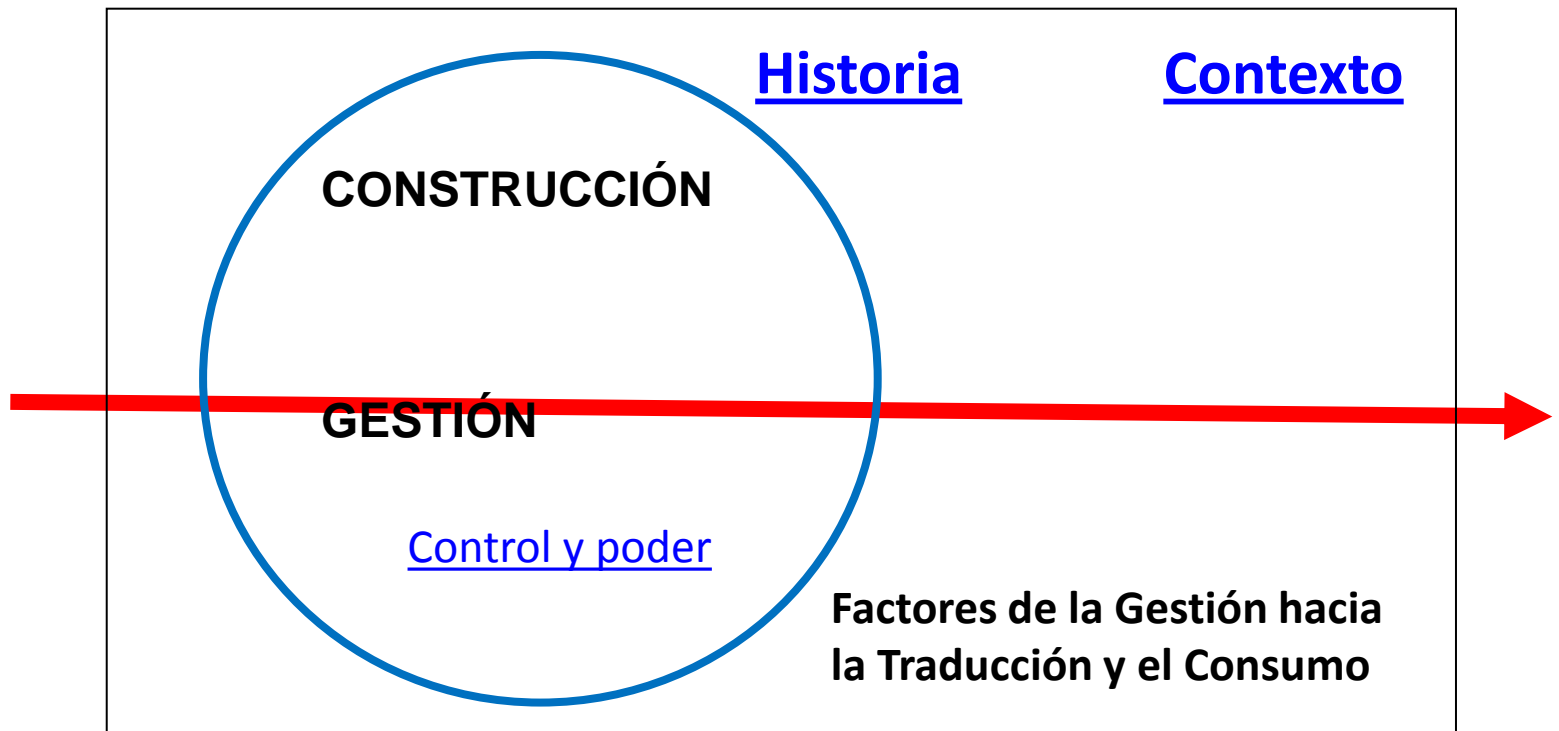 Historia Contexto
CONSTRUCCIÓN
GESTIÓN
Control y poder
Factores de la Gestión hacia
la Traducción y el Consumo